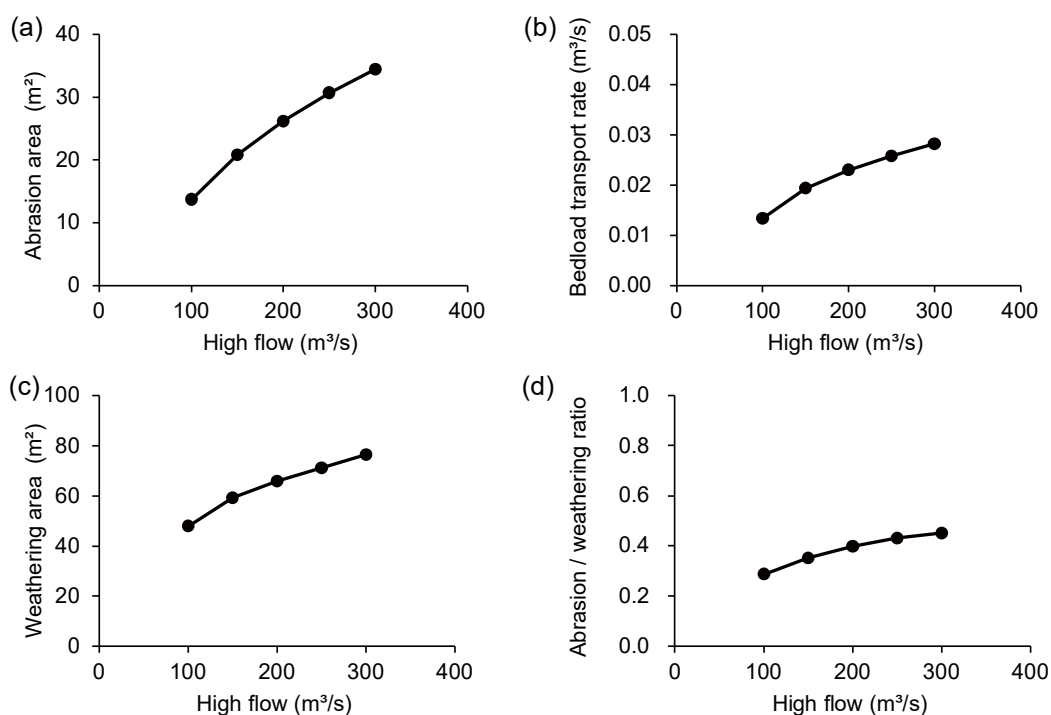 (a)
Abrasion area (m²)
40
30
20
10
0
0 100 200 300 400
High flow (m³/s)
(b)
Bedload transport rate (m³/s)
0.05
0.04
0.03
0.02
0.01
0.00
0 100 200 300 400
High flow (m³/s)
(c)
Weathering area (m²)
100
80
60
40
20
0
0 100 200 300 400
High flow (m³/s)
(d)
Abrasion / weathering ratio
1.0
0.8
0.6
0.4
0.2
0.0
0 100 200 300 400
High flow (m³/s)